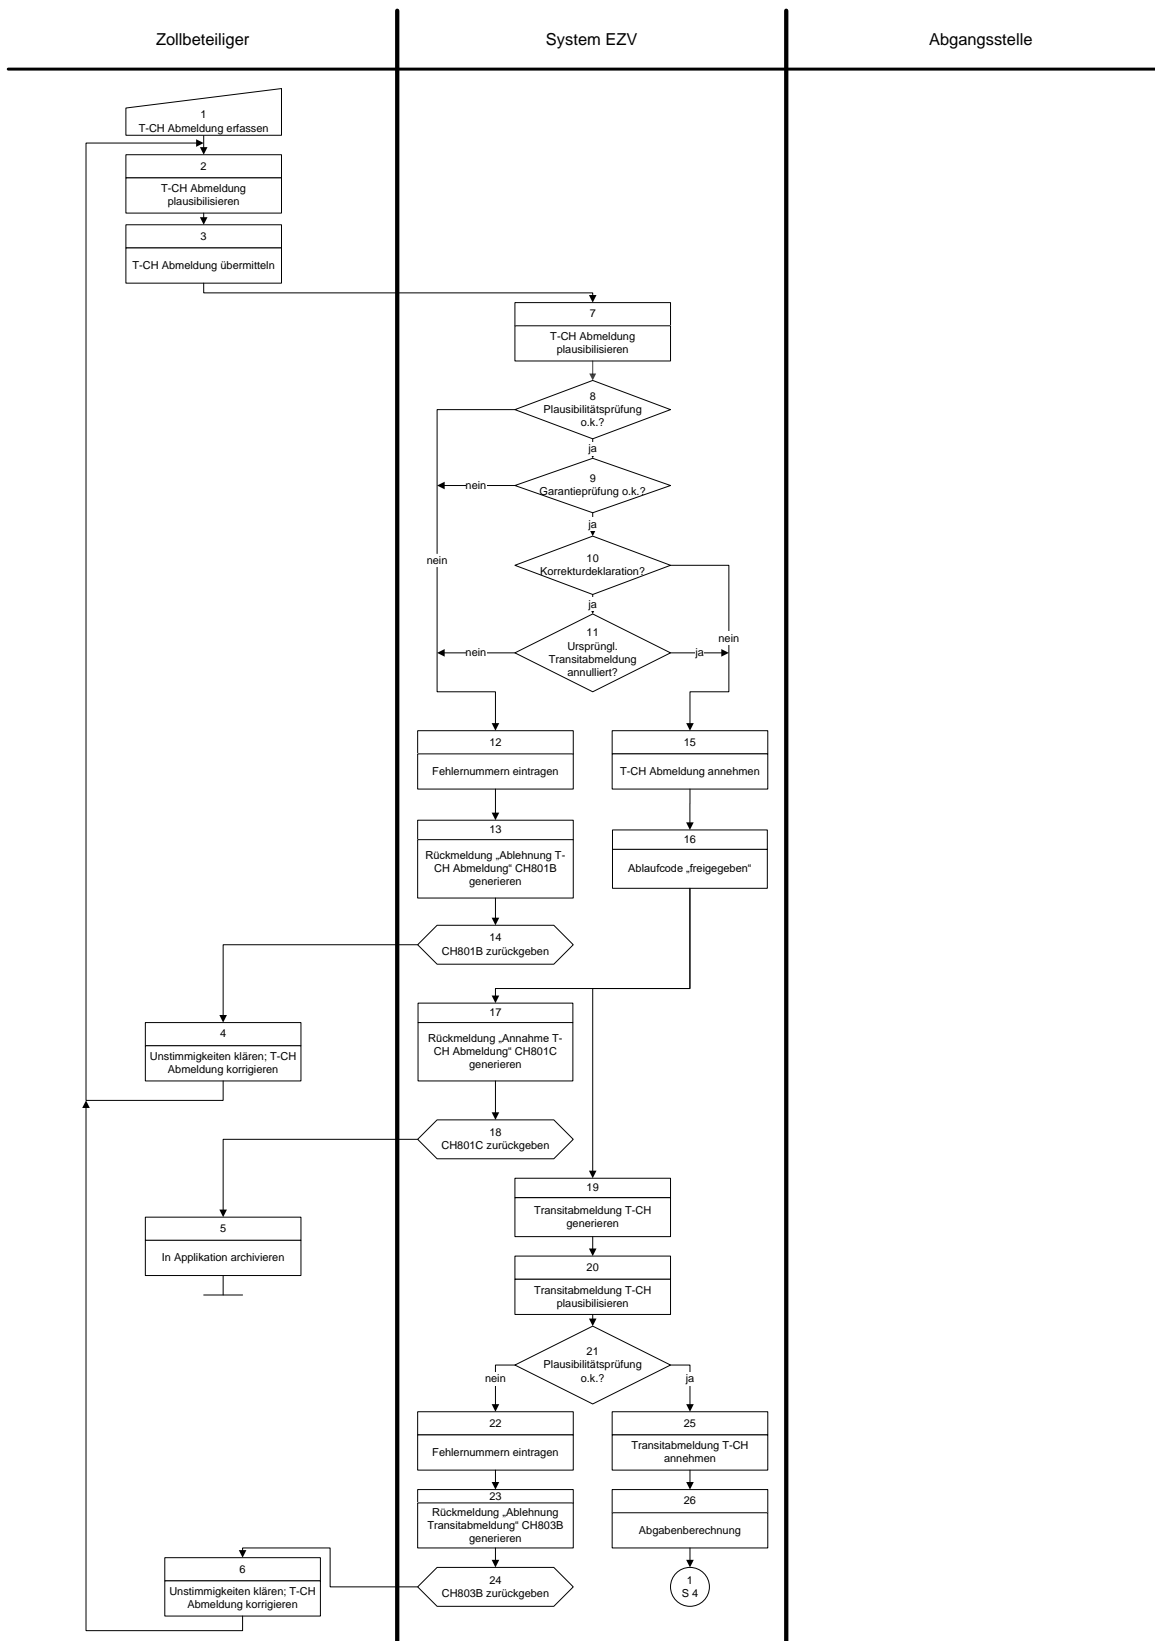 Zollbeteiliger
System EZV
Abgangsstelle
1
T-CH Abmeldung erfassen
2
T-CH Abmeldung
plausibilisieren
3
T-CH Abmeldung übermitteln
7
T-CH Abmeldung
plausibilisieren
8
Plausibilitätsprüfung
o.k.?
ja
9
Garantieprüfung o.k.?
nein
ja
nein
10
Korrekturdeklaration?
ja
nein
11
Ursprüngl.
Transitabmeldung
annulliert?
nein
ja
12
Fehlernummern eintragen
15
T-CH Abmeldung annehmen
13
Rückmeldung „Ablehnung T-
CH Abmeldung“ CH801B
generieren
16
Ablaufcode „freigegeben“
14
CH801B zurückgeben
17
Rückmeldung „Annahme T-
CH Abmeldung“ CH801C
generieren
4
Unstimmigkeiten klären; T-CH
Abmeldung korrigieren
18
CH801C zurückgeben
19
Transitabmeldung T-CH
generieren
5
In Applikation archivieren
20
Transitabmeldung T-CH
plausibilisieren
21
Plausibilitätsprüfung
o.k.?
nein
ja
22
Fehlernummern eintragen
25
Transitabmeldung T-CH
annehmen
23
Rückmeldung „Ablehnung
Transitabmeldung“ CH803B
generieren
26
Abgabenberechnung
6
Unstimmigkeiten klären; T-CH
Abmeldung korrigieren
24
CH803B zurückgeben
1
S 4